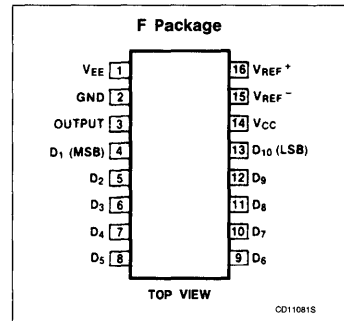 F Package
VEE 1 16 VREF+
GND 2 15 VREF−
OUTPUT 3 14 VCC
D1 (MSB) 4 13 D10 (LSB)
D2 5 12 D9
D3 6 11 D8
D4 7 10 D7
D5 8 9 D6
TOP VIEW
CD11081S